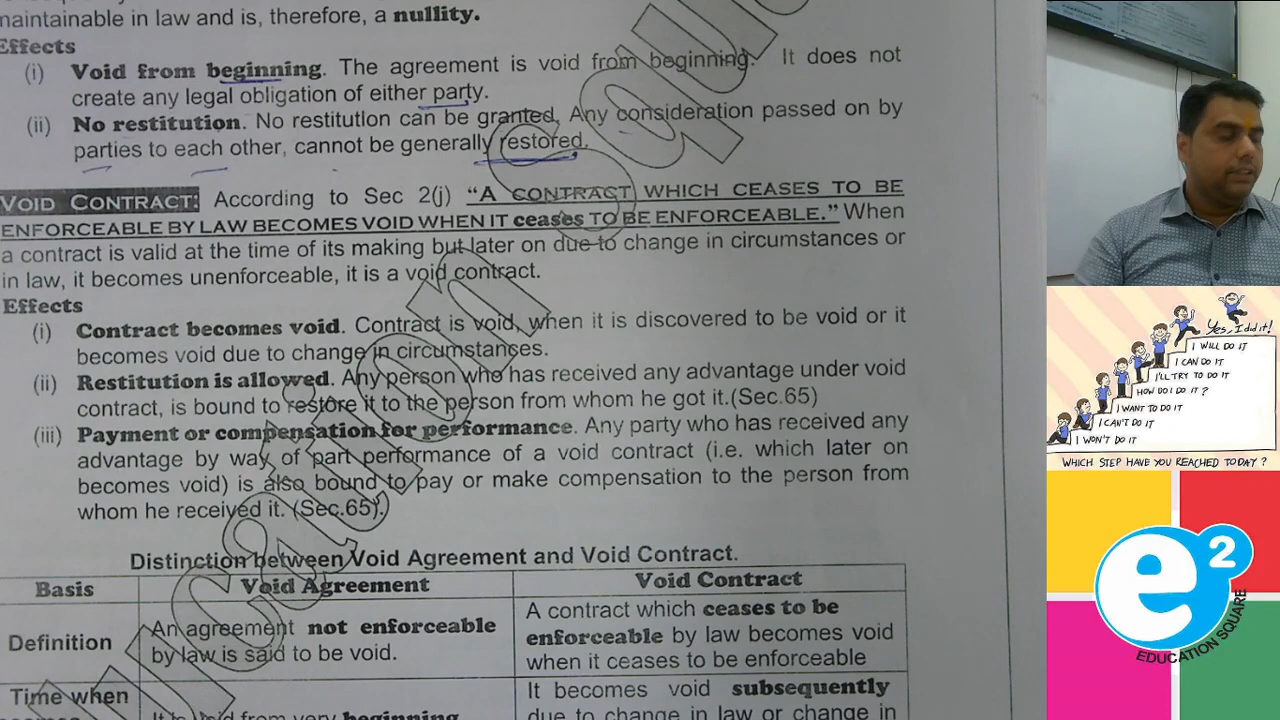 maintainable in law and is, therefore, a nullity.
Effects
(i) Void from beginning. The agreement is void from beginning. It does not
create any legal obligation of either party.
(ii) No restitution. No restitution can be granted. Any consideration passed on by
parties to each other, cannot be generally restored.
VOID CONTRACT: According to Sec 2(j) "A CONTRACT WHICH CEASES TO BE
ENFORCEABLE BY LAW BECOMES VOID WHEN IT ceases TO BE ENFORCEABLE." When
a contract is valid at the time of its making but later on due to change in circumstances or
in law, it becomes unenforceable, it is a void contract.
Effects
(i) Contract becomes void. Contract is void, when it is discovered to be void or it
becomes void due to change in circumstances.
(ii) Restitution is allowed. Any person who has received any advantage under void
contract, is bound to restore it to the person from whom he got it.(Sec.65)
(iii) Payment or compensation for performance. Any party who has received any
advantage by way of part performance of a void contract (i.e. which later on
becomes void) is also bound to pay or make compensation to the person from
whom he received it. (Sec.65).
Distinction between Void Agreement and Void Contract.
Basis Void Agreement Void Contract
Definition
An agreement not enforceable
by law is said to be void.
A contract which ceases to be
enforceable by law becomes void
when it ceases to be enforceable
Time when
from very beginning
It becomes void subsequently
due to change in law or change in
Yes, I did it!
I WILL DO IT
I CAN DO IT
I'LL TRY TO DO IT
HOW DO I DO IT?
I WANT TO DO IT
I CAN'T DO IT
I WON'T DO IT
WHICH STEP HAVE YOU REACHED TODAY?
e2
EDUCATION SQUARE